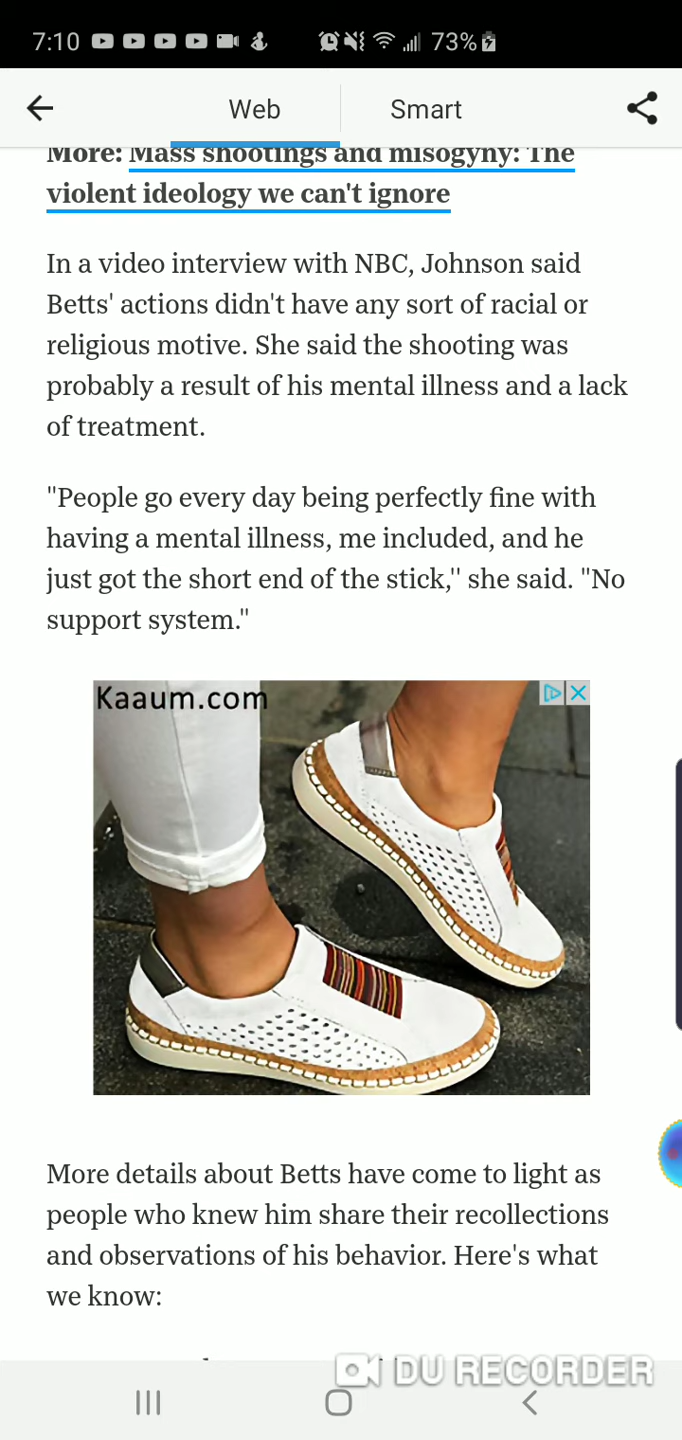 7:10
73%
Web
Smart
More: Mass shootings and misogyny: The
violent ideology we can't ignore
In a video interview with NBC, Johnson said
Betts' actions didn't have any sort of racial or
religious motive. She said the shooting was
probably a result of his mental illness and a lack
of treatment.
"People go every day being perfectly fine with
having a mental illness, me included, and he
just got the short end of the stick," she said. "No
support system."
Kaaum.com
More details about Betts have come to light as
people who knew him share their recollections
and observations of his behavior. Here's what
we know:
DU RECORDER